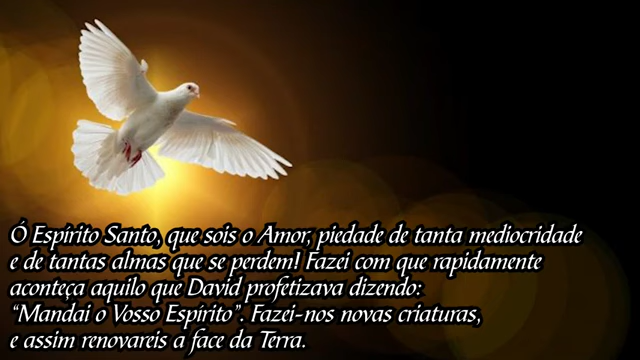 Ó Espírito Santo, que sois o Amor, piedade de tanta mediocridade
e de tantas almas que se perdem! Fazei com que rapidamente
aconteça aquilo que David profetizava dizendo:
“Mandai o Vosso Espírito”. Fazei-nos novas criaturas,
e assim renovareis a face da Terra.